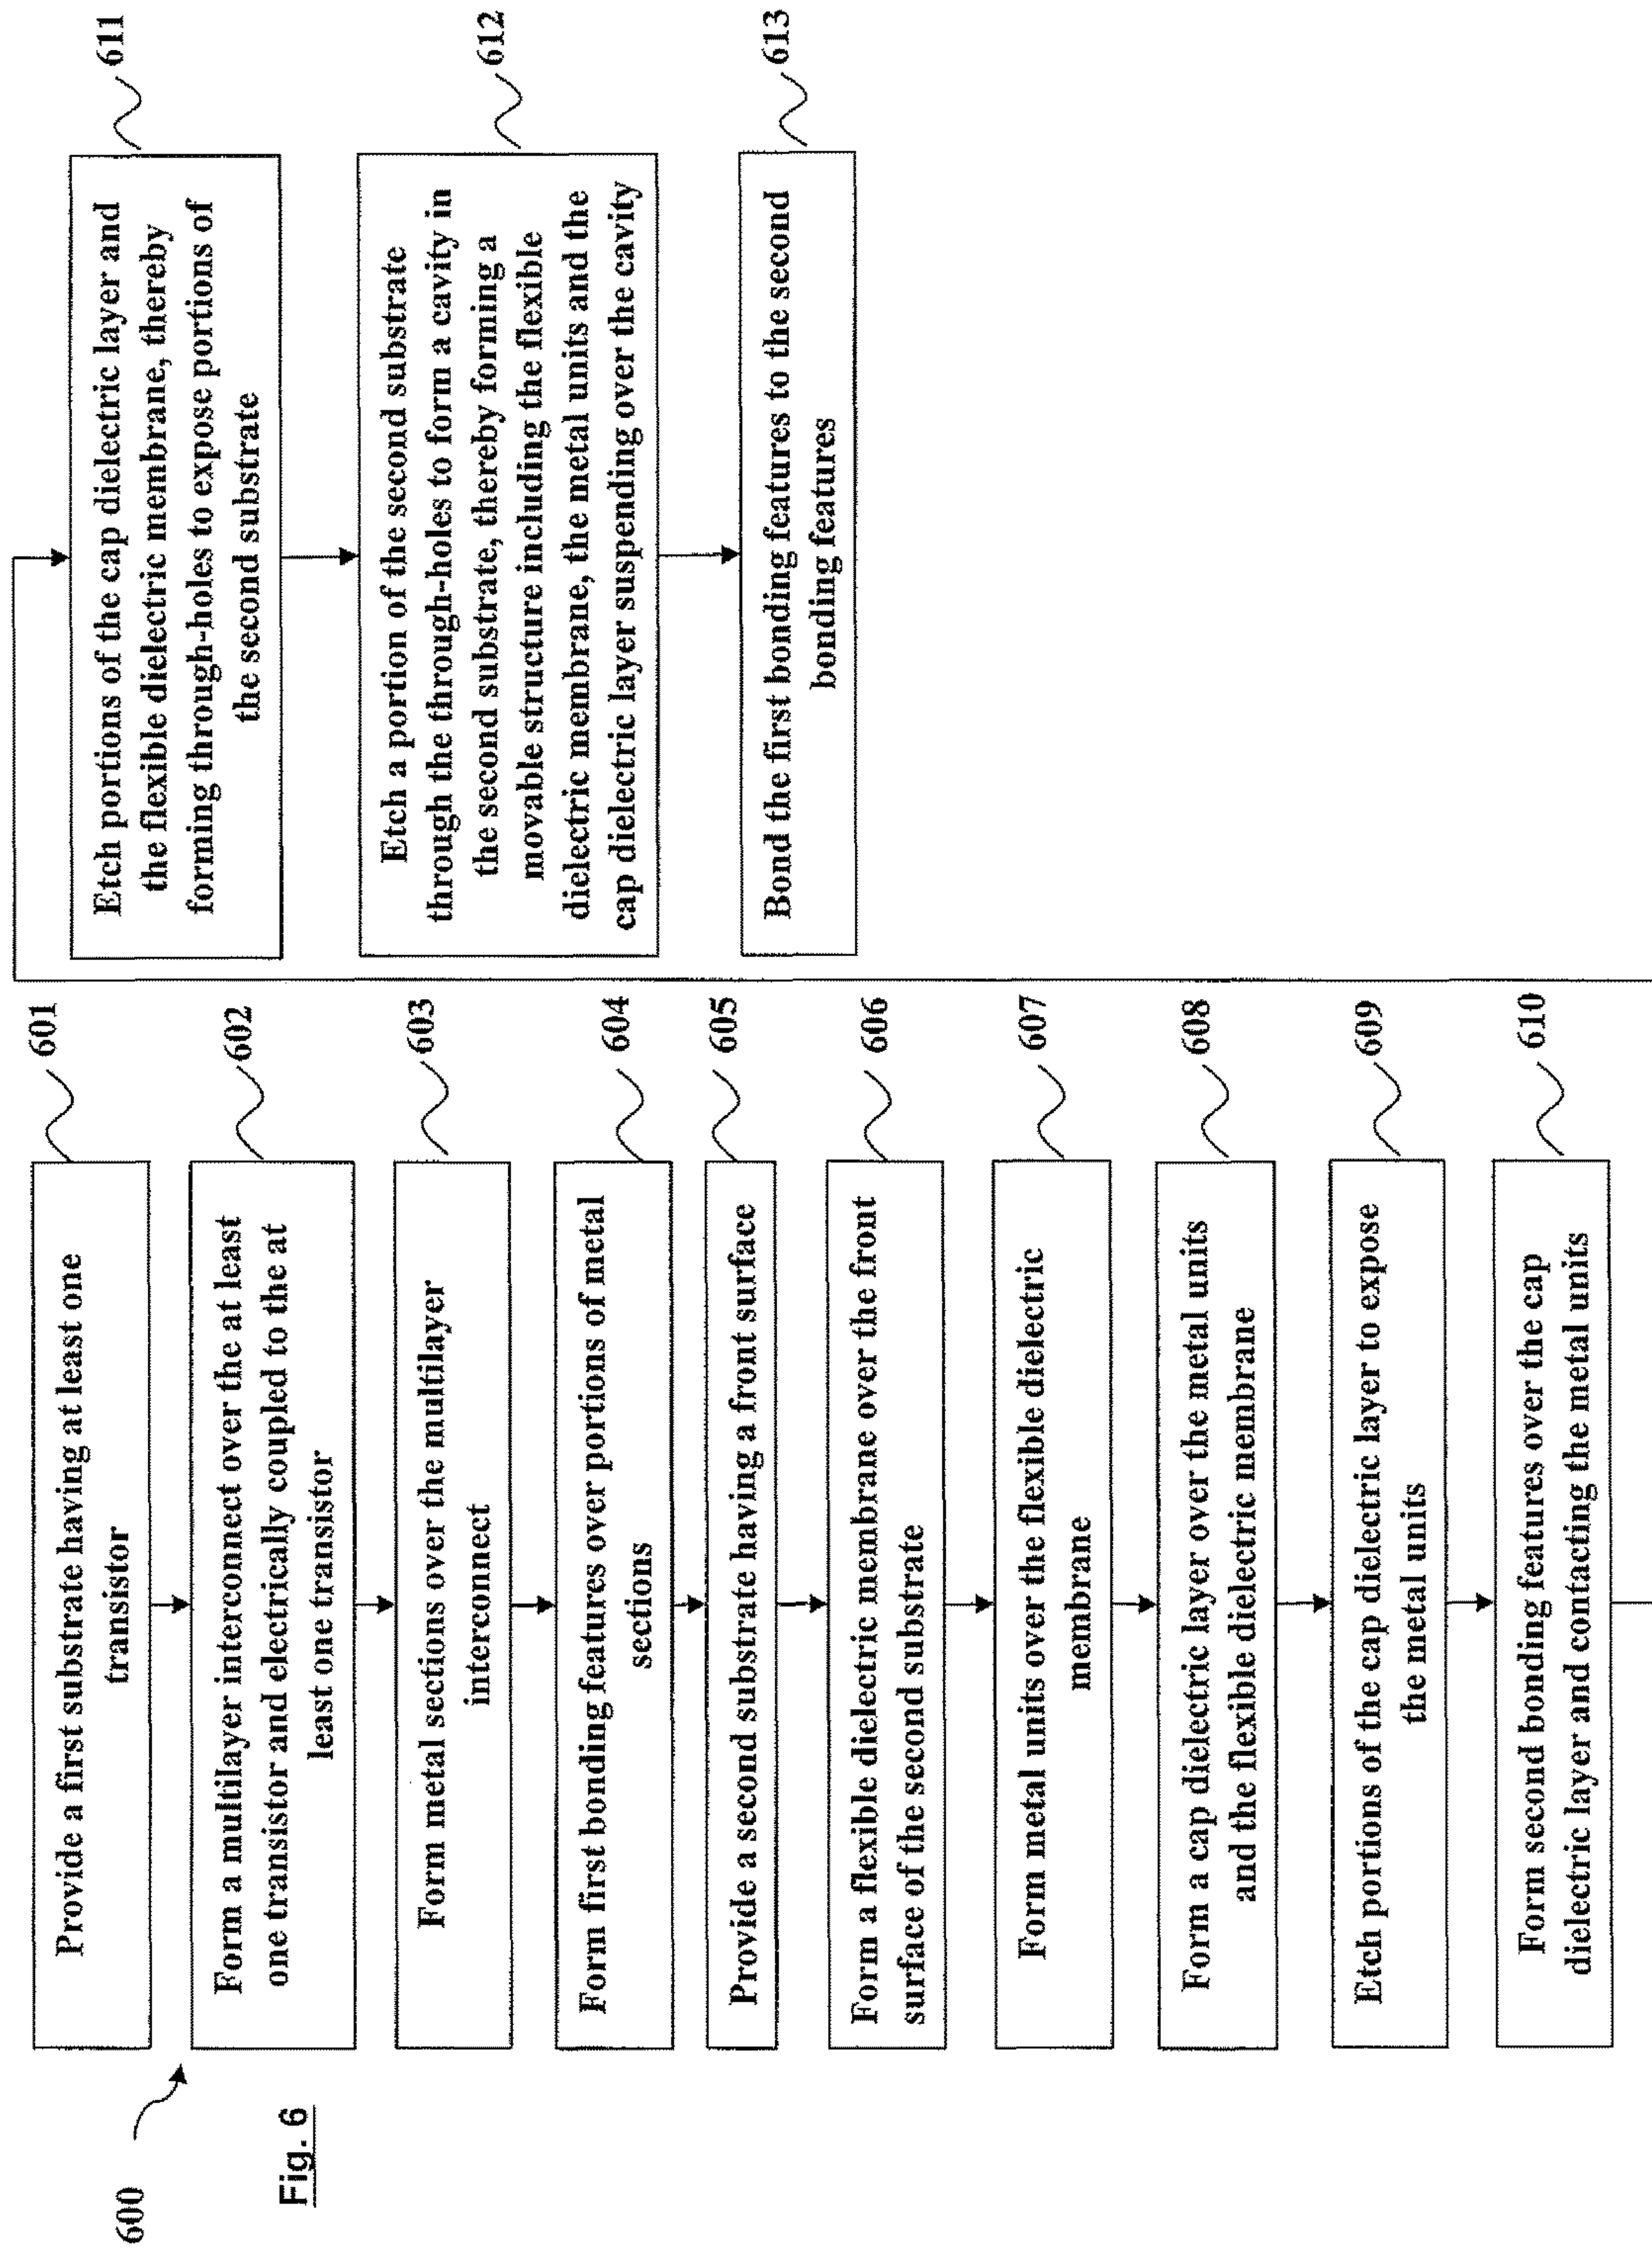 600
Provide a first substrate having at least one
transistor
601
Form a multilayer interconnect over the at least
one transistor and electrically coupled to the at
least one transistor
602
Form metal sections over the multilayer
interconnect
603
Form first bonding features over portions of metal
sections
604
Provide a second substrate having a front surface
605
Form a flexible dielectric membrane over the front
surface of the second substrate
606
Form metal units over the flexible dielectric
membrane
607
Form a cap dielectric layer over the metal units
and the flexible dielectric membrane
608
Etch portions of the cap dielectric layer to expose
the metal units
609
Form second bonding features over the cap
dielectric layer and contacting the metal units
610
Etch portions of the cap dielectric layer and
the flexible dielectric membrane, thereby
forming through-holes to expose portions of
the second substrate
611
Etch a portion of the second substrate
through the through-holes to form a cavity in
the second substrate, thereby forming a
movable structure including the flexible
dielectric membrane, the metal units and the
cap dielectric layer suspending over the cavity
612
Bond the first bonding features to the second
bonding features
613
Fig. 6